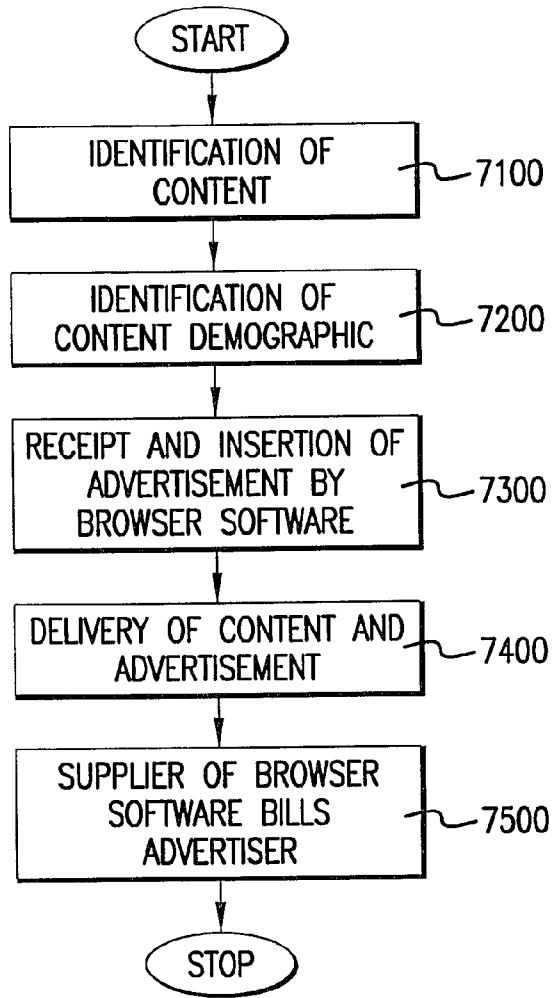 START
IDENTIFICATION OF
CONTENT
7100
IDENTIFICATION OF
CONTENT DEMOGRAPHIC
7200
RECEIPT AND INSERTION OF
ADVERTISEMENT BY
BROWSER SOFTWARE
7300
DELIVERY OF CONTENT AND
ADVERTISEMENT
7400
SUPPLIER OF BROWSER
SOFTWARE BILLS
ADVERTISER
7500
STOP